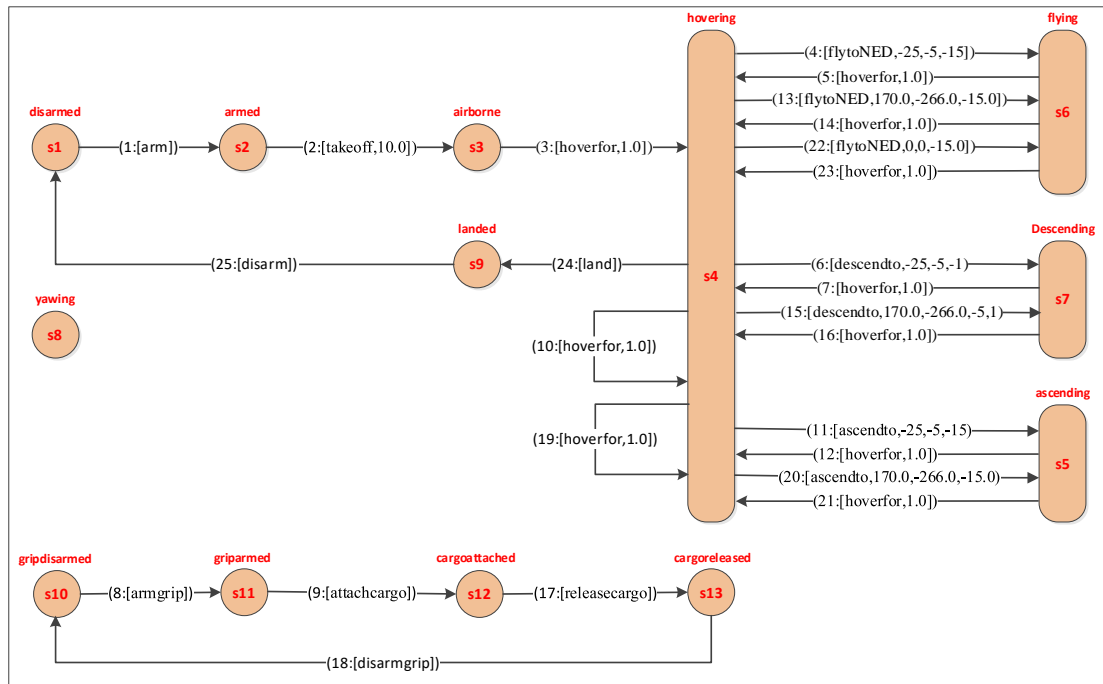 hovering
flying
(4:[flytoNED,-25,-5,-15])
(5:[hoverfor,1.0])
(13:[flytoNED,170.0,-266.0,-15.0])
(14:[hoverfor,1.0])
(22:[flytoNED,0,0,-15.0])
(23:[hoverfor,1.0])
s6
disarmed
armed
airborne
s1
(1:[arm])
s2
(2:[takeoff,10.0])
s3
(3:[hoverfor,1.0])
landed
Descending
(25:[disarm])
s9
(24:[land])
s4
(6:[descendto,-25,-5,-1)
(7:[hoverfor,1.0])
(15:[descendto,170.0,-266.0,-5,1)
(16:[hoverfor,1.0])
s7
yawing
s8
(10:[hoverfor,1.0])
(19:[hoverfor,1.0])
ascending
(11:[ascendto,-25,-5,-15)
(12:[hoverfor,1.0])
(20:[ascendto,170.0,-266.0,-15.0)
(21:[hoverfor,1.0])
s5
gripdisarmed
griparmed
cargoattached
cargoreleased
s10
(8:[armgrip])
s11
(9:[attachcargo])
s12
(17:[releasecargo])
s13
(18:[disarmgrip])